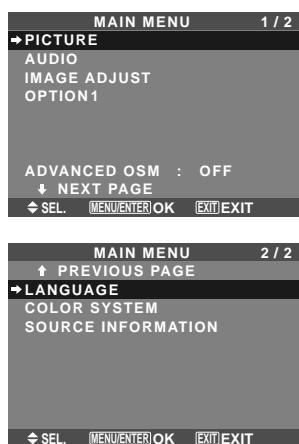 MAIN MENU 1 / 2
PICTURE
AUDIO
IMAGE ADJUST
OPTION1
ADVANCED OSM : OFF
NEXT PAGE
SEL. MENU/ENTER OK EXIT EXIT
MAIN MENU 2 / 2
PREVIOUS PAGE
LANGUAGE
COLOR SYSTEM
SOURCE INFORMATION
SEL. MENU/ENTER OK EXIT EXIT